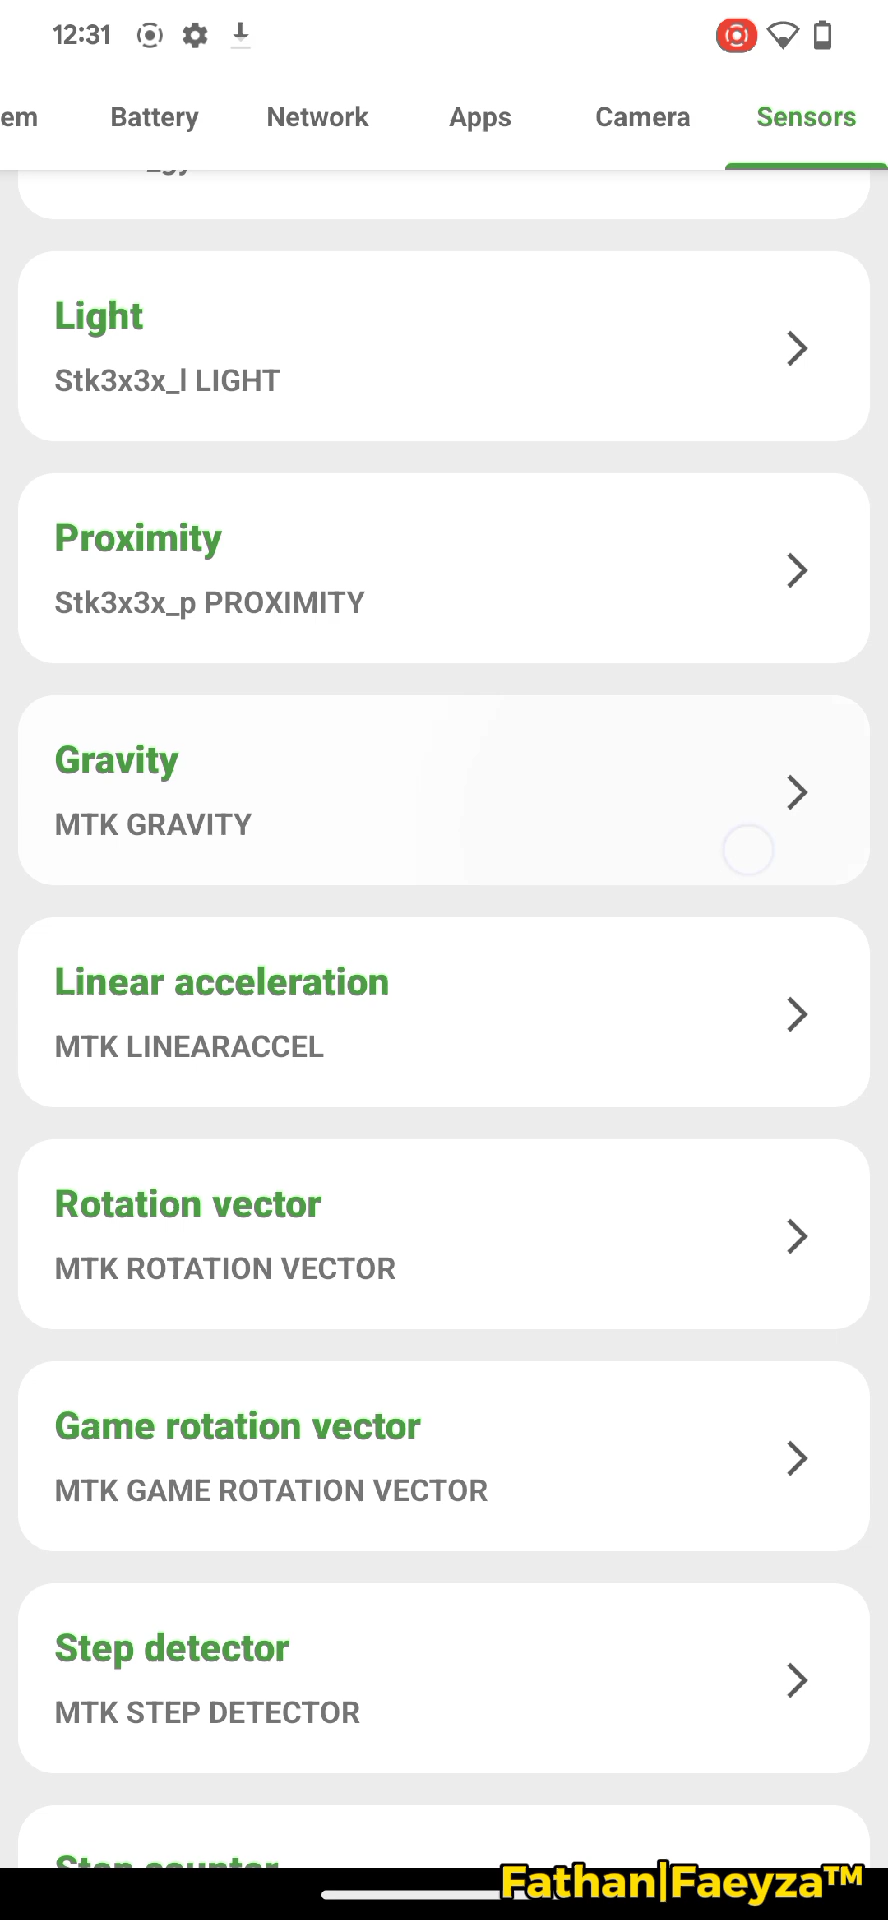 12:31
em Battery Network Apps Camera Sensors
Light
Stk3x3x_l LIGHT
Proximity
Stk3x3x_p PROXIMITY
Gravity
MTK GRAVITY
Linear acceleration
MTK LINEARACCEL
Rotation vector
MTK ROTATION VECTOR
Game rotation vector
MTK GAME ROTATION VECTOR
Step detector
MTK STEP DETECTOR
Step counter
Fathan|Faeyza™